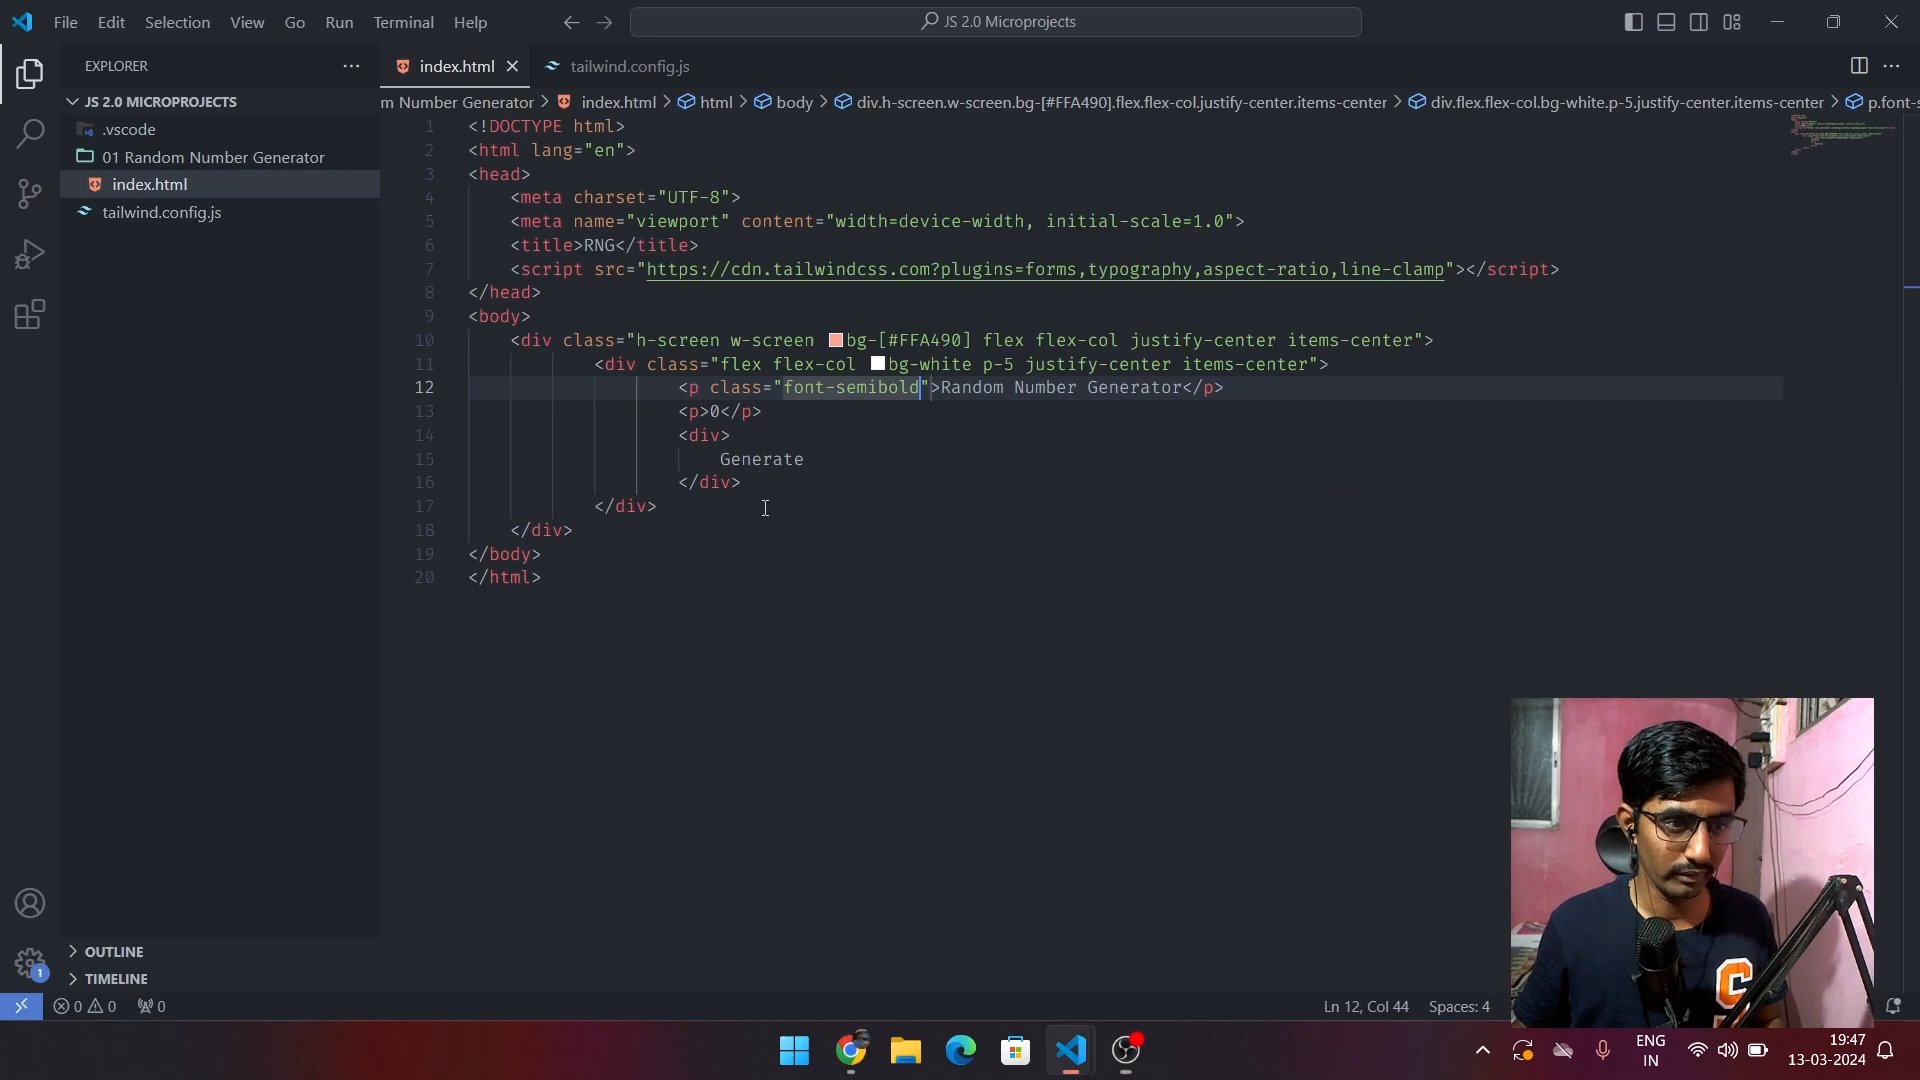 File Edit Selection View Go Run Terminal Help
JS 2.0 Microprojects
EXPLORER
JS 2.0 MICROPROJECTS
.vscode
01 Random Number Generator
index.html
tailwind.config.js
OUTLINE
TIMELINE
index.html
tailwind.config.js
m Number Generator > index.html > html > body > div.h-screen.w-screen.bg-[#FFA490].flex.flex-col.justify-center.items-center > div.flex.flex-col.bg-white.p-5.justify-center.items-center > p.font-s
1 <!DOCTYPE html>
2 <html lang="en">
3 <head>
4 <meta charset="UTF-8">
5 <meta name="viewport" content="width=device-width, initial-scale=1.0">
6 <title>RNG</title>
7 <script src="https://cdn.tailwindcss.com?plugins=forms,typography,aspect-ratio,line-clamp"></script>
8 </head>
9 <body>
10 <div class="h-screen w-screen bg-[#FFA490] flex flex-col justify-center items-center">
11 <div class="flex flex-col bg-white p-5 justify-center items-center">
12 <p class="font-semibold">Random Number Generator</p>
13 <p>0</p>
14 <div>
15 Generate
16 </div>
17 </div>
18 </div>
19 </body>
20 </html>
1
0 0 0
Ln 12, Col 44 Spaces: 4
C
ENG
IN
19:47
13-03-2024